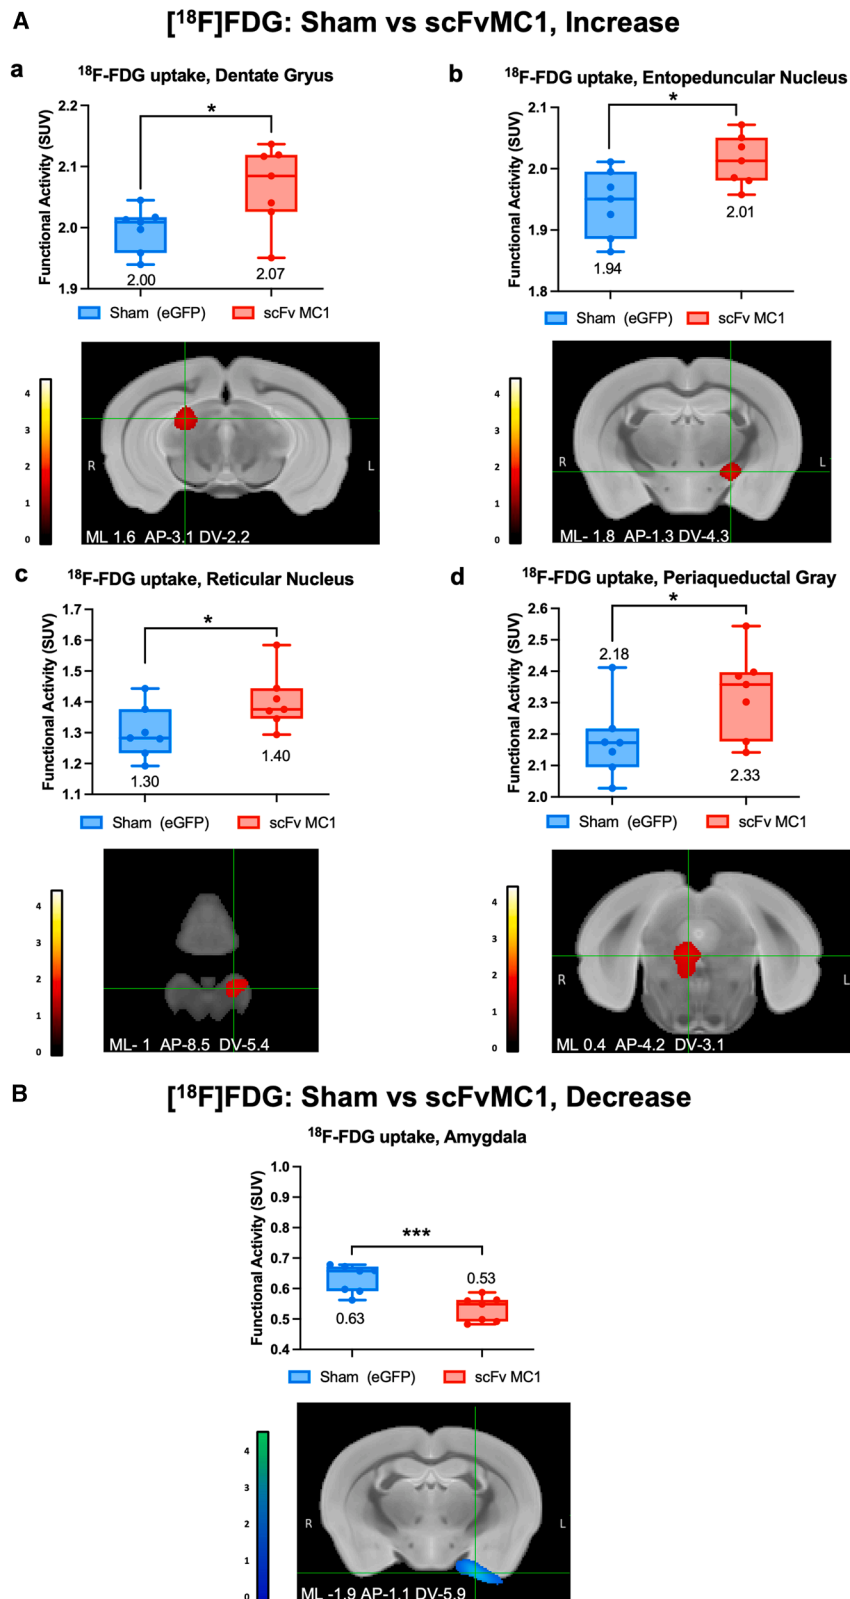 A
[¹⁸F]FDG: Sham vs scFvMC1, Increase
a
¹⁸F-FDG uptake, Dentate Gryus
Functional Activity (SUV)
2.2
2.1
2.0
1.9
*
2.00
2.07
Sham (eGFP)
scFv MC1
4
3
2
1
0
R
L
ML 1.6 AP-3.1 DV-2.2
b
¹⁸F-FDG uptake, Entopeduncular Nucleus
Functional Activity (SUV)
2.1
2.0
1.9
1.8
*
1.94
2.01
Sham (eGFP)
scFv MC1
4
3
2
1
0
R
L
ML- 1.8 AP-1.3 DV-4.3
c
¹⁸F-FDG uptake, Reticular Nucleus
Functional Activity (SUV)
1.7
1.6
1.5
1.4
1.3
1.2
1.1
*
1.30
1.40
Sham (eGFP)
scFv MC1
4
3
2
1
0
ML- 1 AP-8.5 DV-5.4
d
¹⁸F-FDG uptake, Periaqueductal Gray
Functional Activity (SUV)
2.6
2.5
2.4
2.3
2.2
2.1
2.0
*
2.18
2.33
Sham (eGFP)
scFv MC1
4
3
2
1
0
R
L
ML 0.4 AP-4.2 DV-3.1
B
[¹⁸F]FDG: Sham vs scFvMC1, Decrease
¹⁸F-FDG uptake, Amygdala
Functional Activity (SUV)
1.0
0.9
0.8
0.7
0.6
0.5
0.4
***
0.63
0.53
Sham (eGFP)
scFv MC1
4
3
2
1
0
R
L
ML -1.9 AP-1.1 DV-5.9